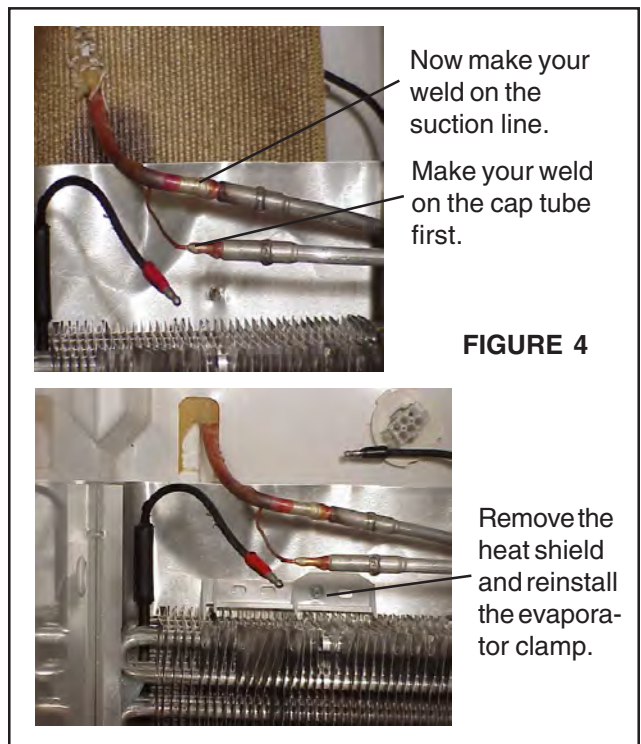 Now make your
weld on the
suction line.
Make your weld
on the cap tube
first.
FIGURE 4
Remove the
heat shield
and reinstall
the evapora-
tor clamp.